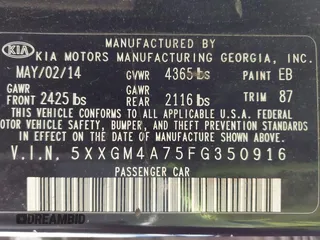 MANUFACTURED BY
KIA KIA MOTORS MANUFACTURING GEORGIA, INC.
MAY/02/14 GVWR 4365 lbs PAINT EB
GAWR FRONT 2425 lbs GAWR REAR 2116 lbs TRIM 87
THIS VEHICLE CONFORMS TO ALL APPLICABLE
U.S. FEDERAL MOTOR VEHICLE SAFETY, BUMPER, AND THEFT PREVENTION STANDARDS IN EFFECT ON THE DATE OF MANUFACTURE SHOWN ABOVE.
V.I.N. 5XXGM4A75FG350916
PASSENGER CAR
DREAMBID